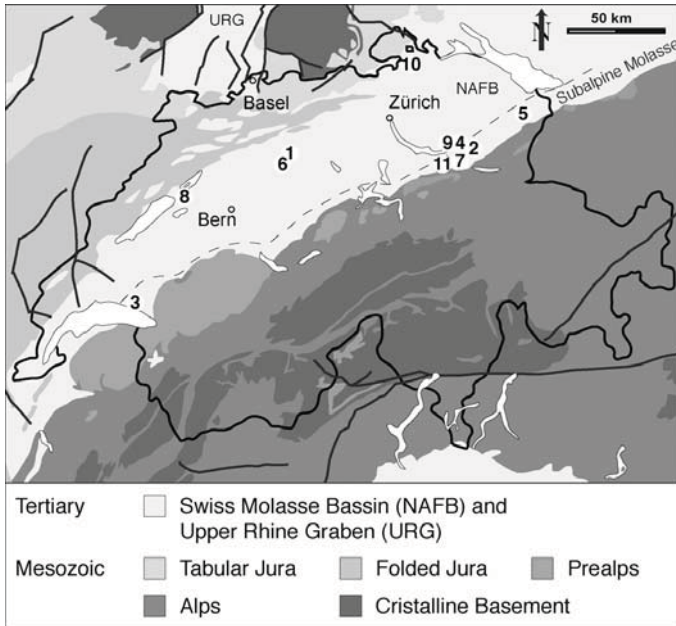 URG
50 km
N
10
Basel
Zürich
NAFB
Subalpine Molasse
5
9 4 2
11 7
1
6
8
Bern
3
Tertiary
Swiss Molasse Bassin (NAFB) and
Upper Rhine Graben (URG)
Mesozoic
Tabular Jura
Folded Jura
Prealps
Alps
Cristalline Basement